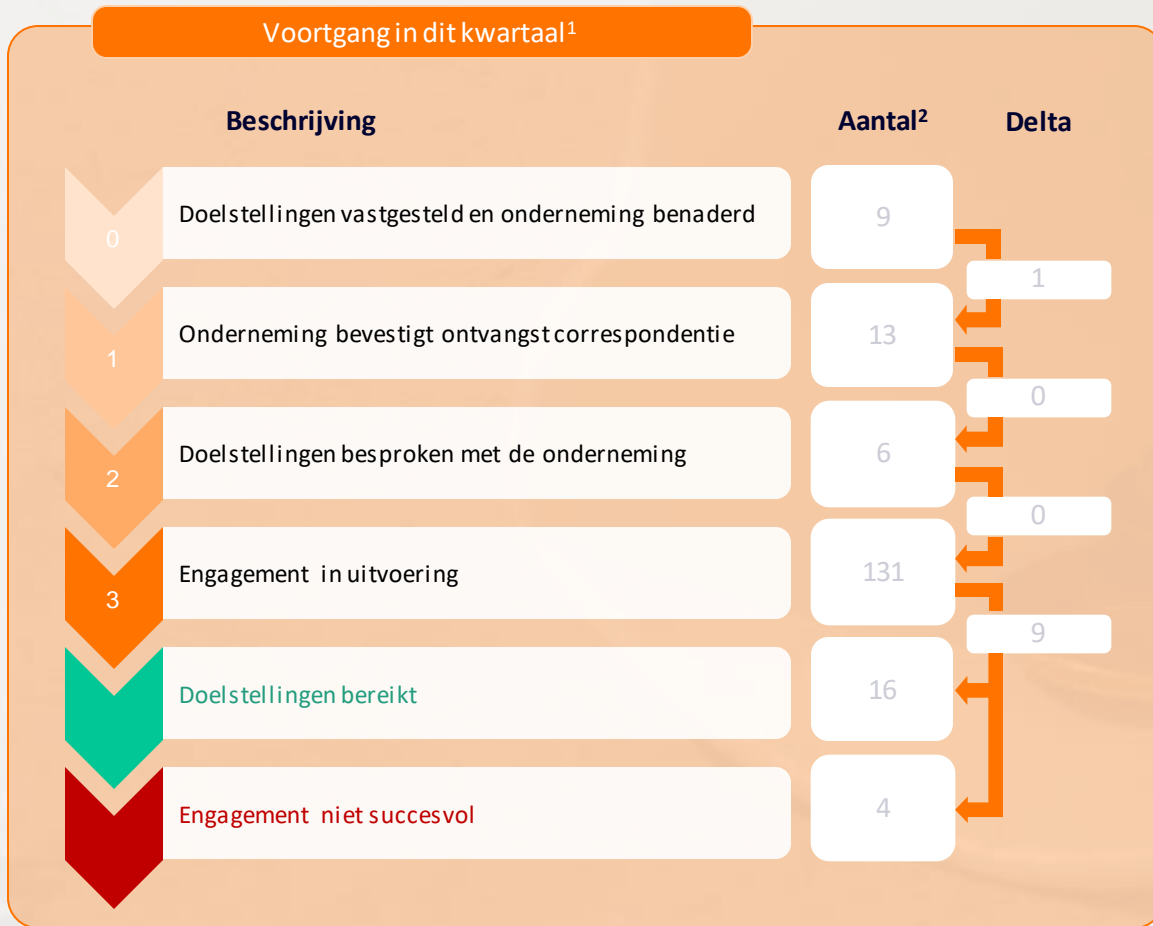 Voortgang in dit kwartaal¹
Beschrijving Aantal² Delta
0 Doelstellingen vastgesteld en onderneming benaderd 9
1
1 Onderneming bevestigt ontvangst correspondentie 13
0
2 Doelstellingen besproken met de onderneming 6
0
3 Engagement in uitvoering 131
9
Doelstellingen bereikt 16
Engagement niet succesvol 4